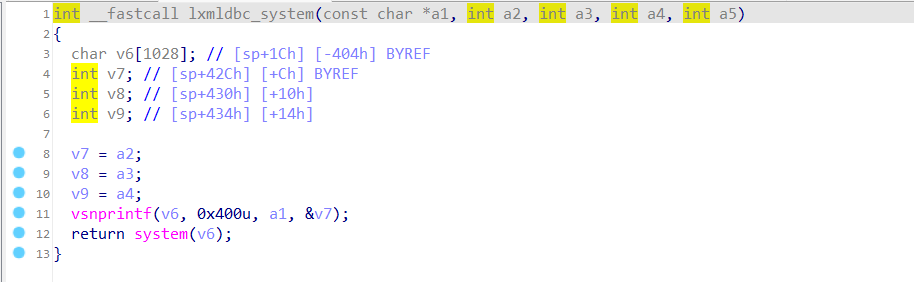 1 int __fastcall lxmldbc_system(const char *a1, int a2, int a3, int a4, int a5)
2 {
3 char v6[1028]; // [sp+1Ch] [-404h] BYREF
4 int v7; // [sp+42Ch] [+Ch] BYREF
5 int v8; // [sp+430h] [+10h]
6 int v9; // [sp+434h] [+14h]
7
8 v7 = a2;
9 v8 = a3;
10 v9 = a4;
11 vsnprintf(v6, 0x400u, a1, &v7);
12 return system(v6);
13 }